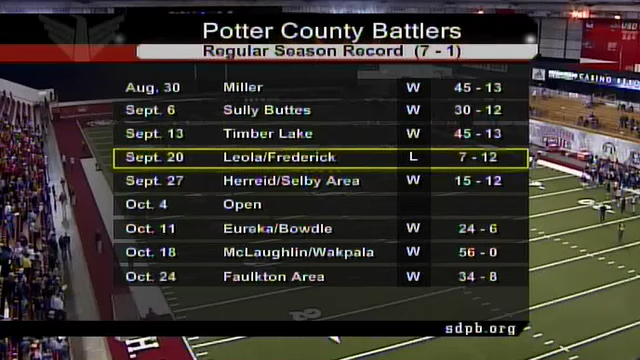 Potter County Battlers
Regular Season Record (7 - 1)
Aug, 30 Miller W 45 - 13
Sept. 6 Sully Buttes W 30 - 12
Sept. 13 Timber Lake W 45 - 13
Sept. 20 Leola/Frederick L 7 - 12
Sept. 27 Herreid/Selby Area W 15 - 12
Oct. 4 Open
Oct. 11 Eureka/Bowdle W 24 - 6
Oct. 18 McLaughlin/Wakpala W 56 - 0
Oct. 24 Faulkton Area W 34 - 8
sdpb.org
CASINO